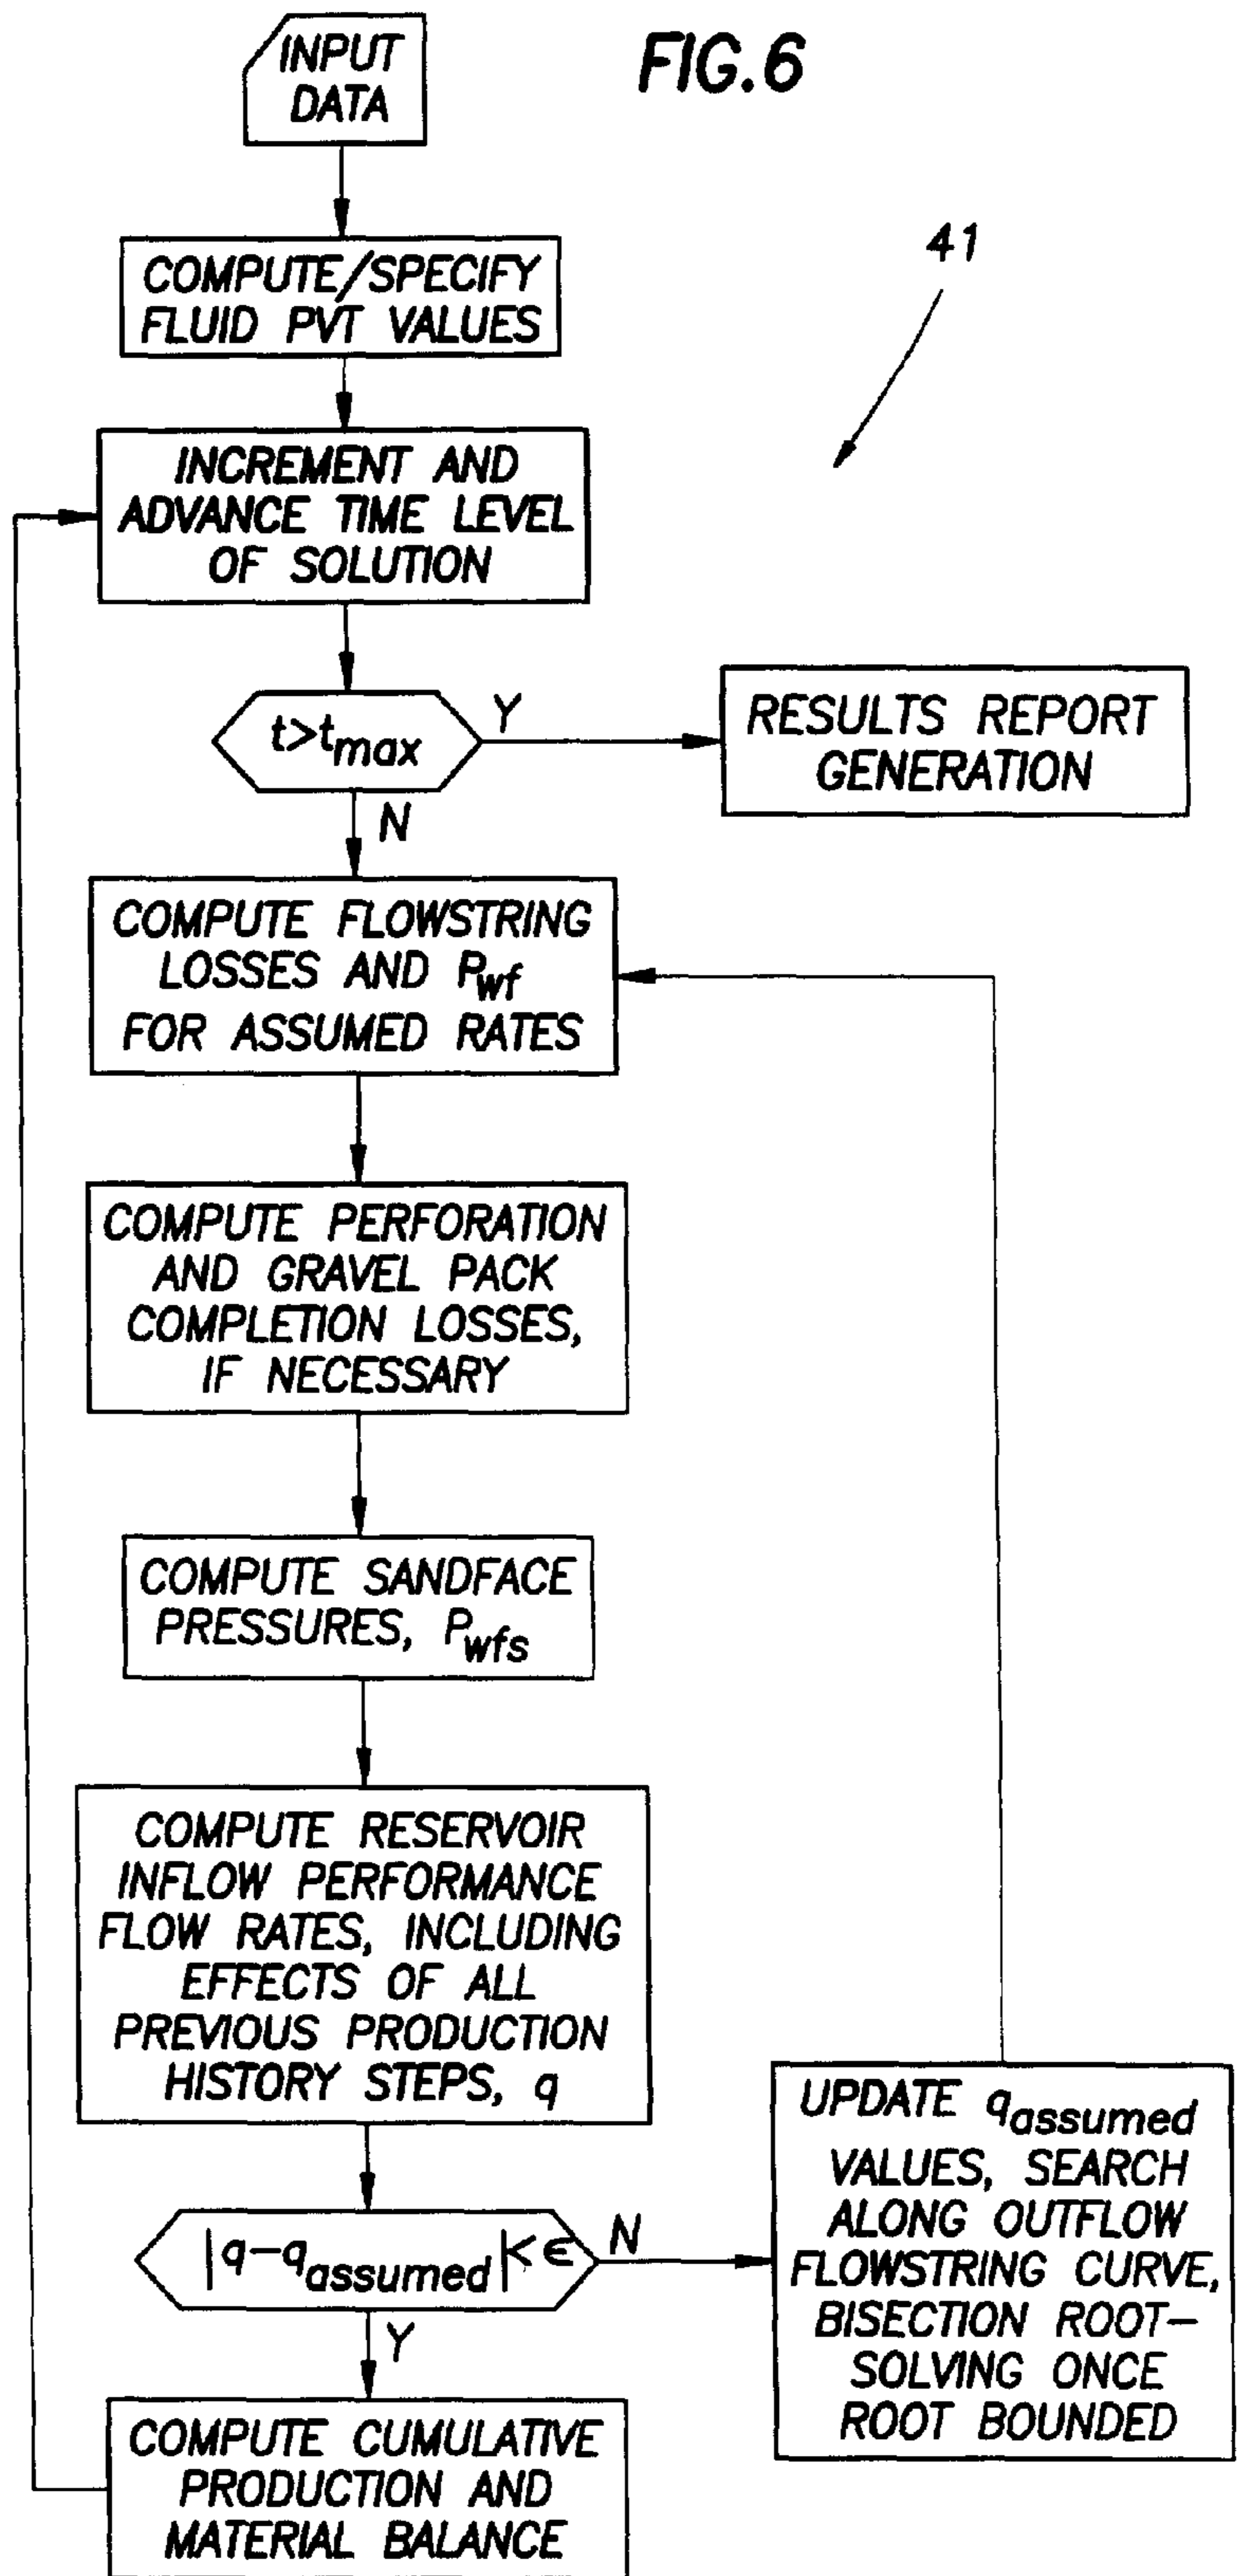 INPUT
DATA
FIG.6
41
COMPUTE/SPECIFY
FLUID PVT VALUES
INCREMENT AND
ADVANCE TIME LEVEL
OF SOLUTION
t>tmax
Y
RESULTS REPORT
GENERATION
N
COMPUTE FLOWSTRING
LOSSES AND Pwf
FOR ASSUMED RATES
COMPUTE PERFORATION
AND GRAVEL PACK
COMPLETION LOSSES,
IF NECESSARY
COMPUTE SANDFACE
PRESSURES, Pwfs
COMPUTE RESERVOIR
INFLOW PERFORMANCE
FLOW RATES, INCLUDING
EFFECTS OF ALL
PREVIOUS PRODUCTION
HISTORY STEPS, q
|q-qassumed|<ϵ
N
UPDATE qassumed
VALUES, SEARCH
ALONG OUTFLOW
FLOWSTRING CURVE,
BISECTION ROOT-
SOLVING ONCE
ROOT BOUNDED
Y
COMPUTE CUMULATIVE
PRODUCTION AND
MATERIAL BALANCE